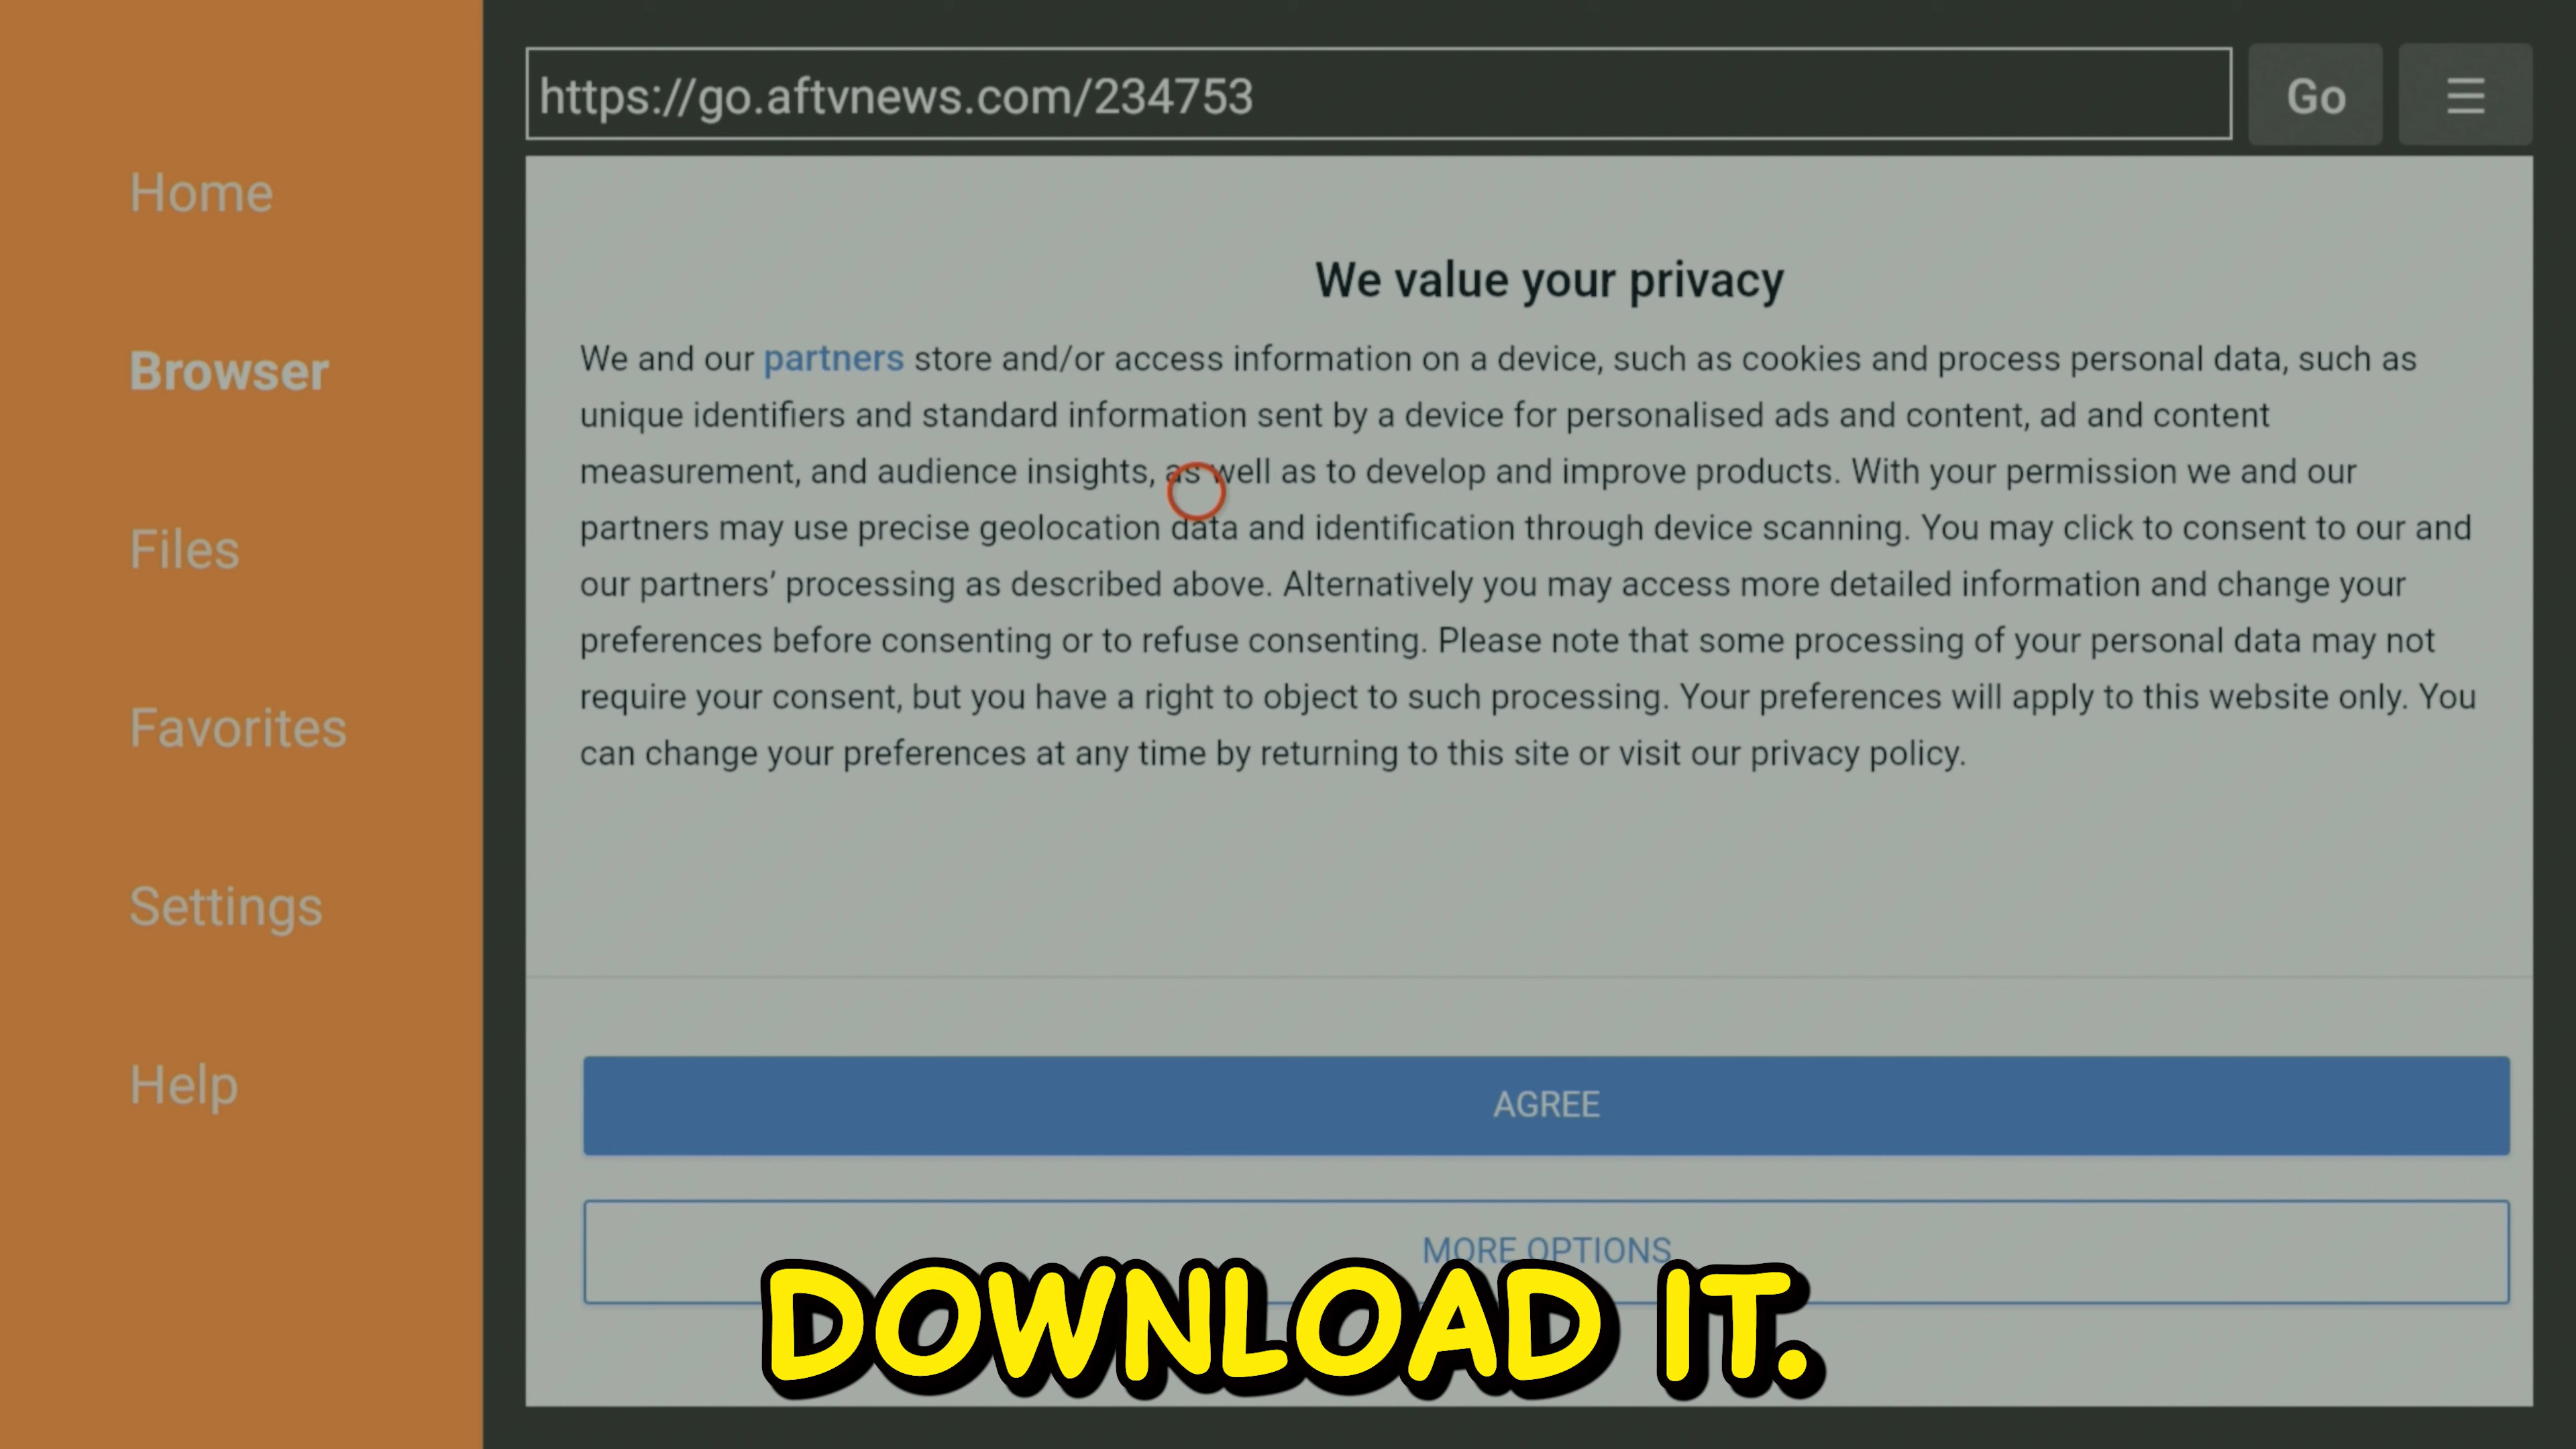 https://go.aftvnews.com/234753
Go
Home
Browser
Files
Favorites
Settings
Help
We value your privacy
We and our partners store and/or access information on a device, such as cookies and process personal data, such as
unique identifiers and standard information sent by a device for personalised ads and content, ad and content
measurement, and audience insights, as well as to develop and improve products. With your permission we and our
partners may use precise geolocation data and identification through device scanning. You may click to consent to our and
our partners’ processing as described above. Alternatively you may access more detailed information and change your
preferences before consenting or to refuse consenting. Please note that some processing of your personal data may not
require your consent, but you have a right to object to such processing. Your preferences will apply to this website only. You
can change your preferences at any time by returning to this site or visit our privacy policy.
AGREE
MORE OPTIONS
DOWNLOAD IT.